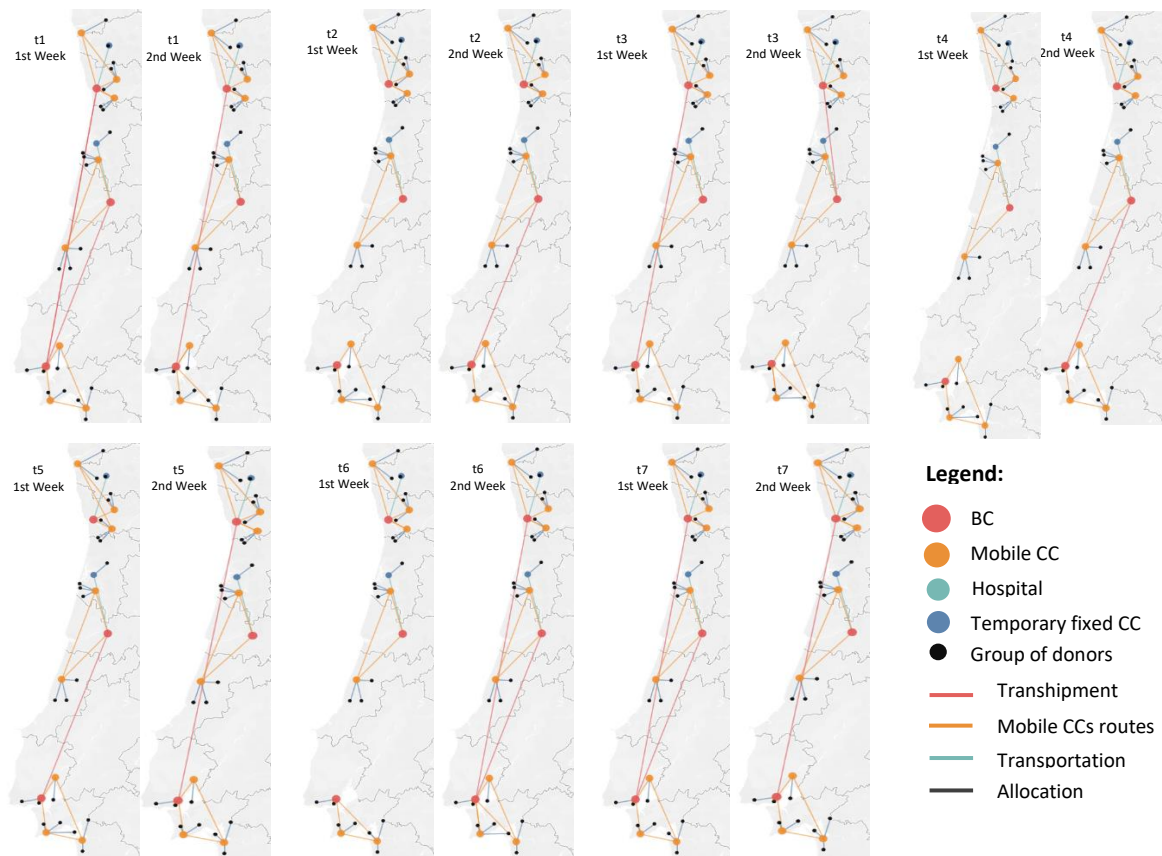 t1
1st Week
t1
2nd Week
t2
1st Week
t2
2nd Week
t3
1st Week
t3
2nd Week
t4
1st Week
t4
2nd Week
t5
1st Week
t5
2nd Week
t6
1st Week
t6
2nd Week
t7
1st Week
t7
2nd Week
Legend:
BC
Mobile CC
Hospital
Temporary fixed CC
Group of donors
Transhipment
Mobile CCs routes
Transportation
Allocation